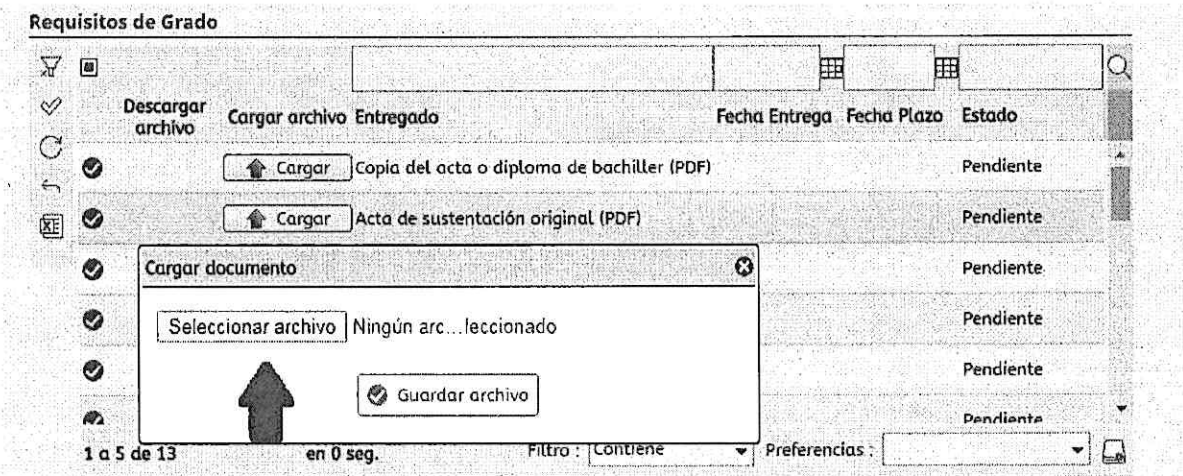 Requisitos de Grado
Descargar archivo
Cargar archivo
Entregado
Fecha Entrega
Fecha Plazo
Estado
Cargar
Copia del acta o diploma de bachiller (PDF)
Pendiente
Cargar
Acta de sustentación original (PDF)
Pendiente
Cargar documento
Pendiente
Seleccionar archivo
Ningún arc...leccionado
Pendiente
Guardar archivo
Pendiente
Pendiente
1 a 5 de 13
en 0 seg.
Filtro :
Contiene
Preferencias :